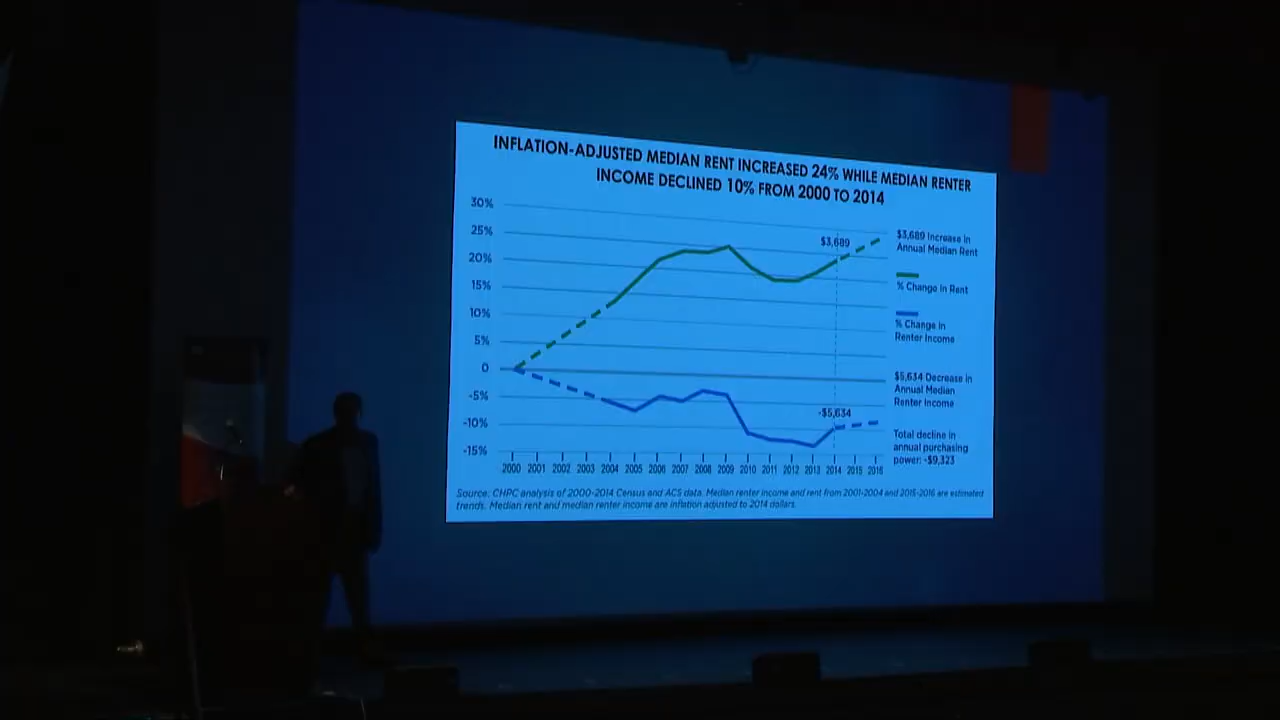 INFLATION-ADJUSTED MEDIAN RENT INCREASED 24% WHILE MEDIAN RENTER
INCOME DECLINED 10% FROM 2000 TO 2014
30%
25%
20%
15%
10%
5%
0
-5%
-10%
-15%
$3,689
-$5,634
2000 2001 2002 2003 2004 2005 2006 2007 2008 2009 2010 2011 2012 2013 2014 2015 2016
$3,689 Increase in
Annual Median Rent
% Change in Rent
% Change in
Renter Income
$5,634 Decrease in
Annual Median
Renter Income
Total decline in
annual purchasing
power: -$9,323
Source: CHPC analysis of 2000-2014 Census and ACS data. Median renter income and rent from 2001-2004 and 2015-2016 are estimated
trends. Median rent and median renter income are inflation adjusted to 2014 dollars.